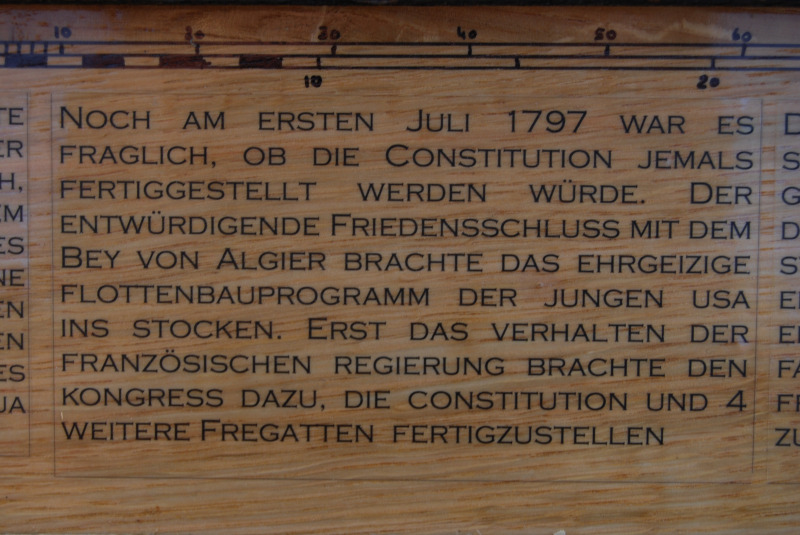 10 20 30 40 50 60
10 20
NOCH AM ERSTEN JULI 1797 WAR ES
FRAGLICH, OB DIE CONSTITUTION JEMALS
FERTIGGESTELLT WERDEN WÜRDE. DER
ENTWÜRDIGENDE FRIEDENSSCHLUSS MIT DEM
BEY VON ALGIER BRACHTE DAS EHRGEIZIGE
FLOTTENBAUPROGRAMM DER JUNGEN USA
INS STOCKEN. ERST DAS VERHALTEN DER
FRANZÖSISCHEN REGIERUNG BRACHTE DEN
KONGRESS DAZU, DIE CONSTITUTION UND 4
WEITERE FREGATTEN FERTIGZUSTELLEN